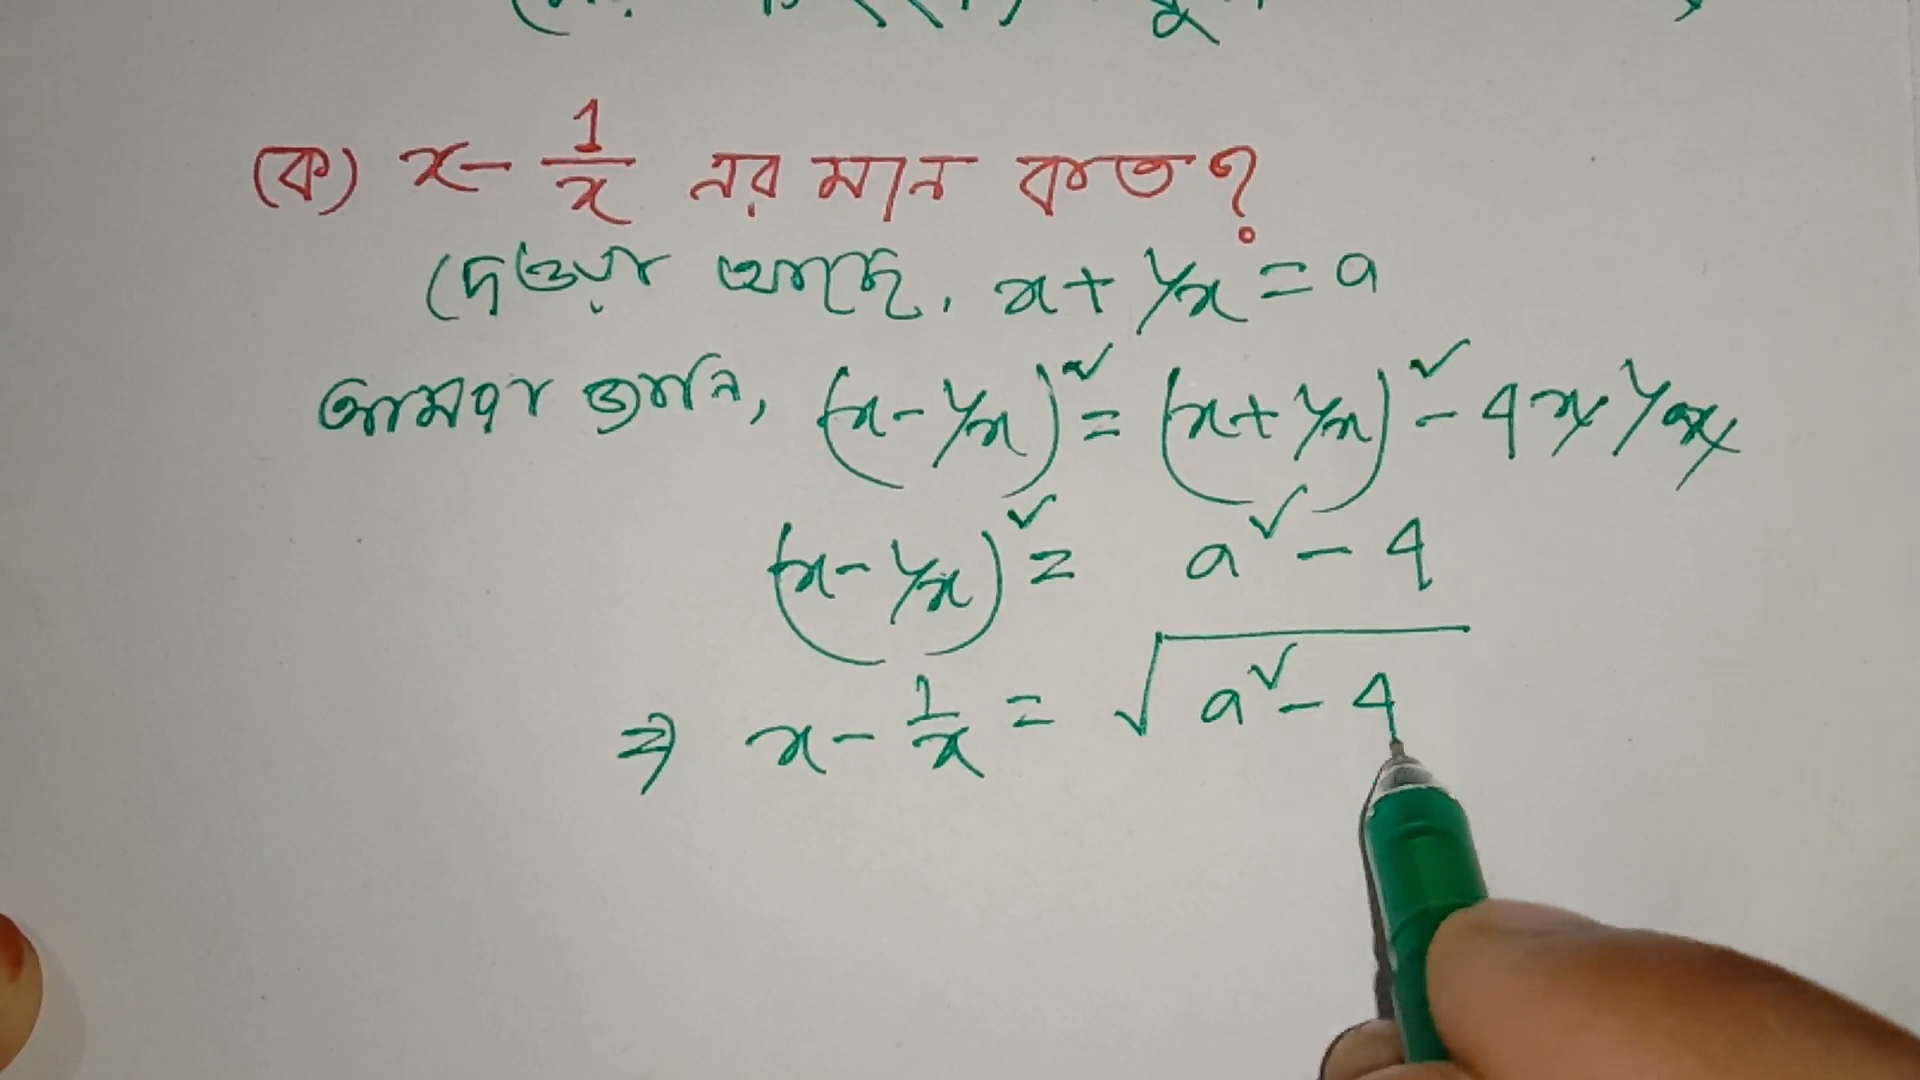 (ক) x - 1/x এর মান কত?
দেওয়া আছে, x + 1/x = a
আমরা জানি, (x - 1/x)² = (x + 1/x)² - 4x 1/x
(x - 1/x)² = a² - 4
⇒ x - 1/x = √(a² - 4)